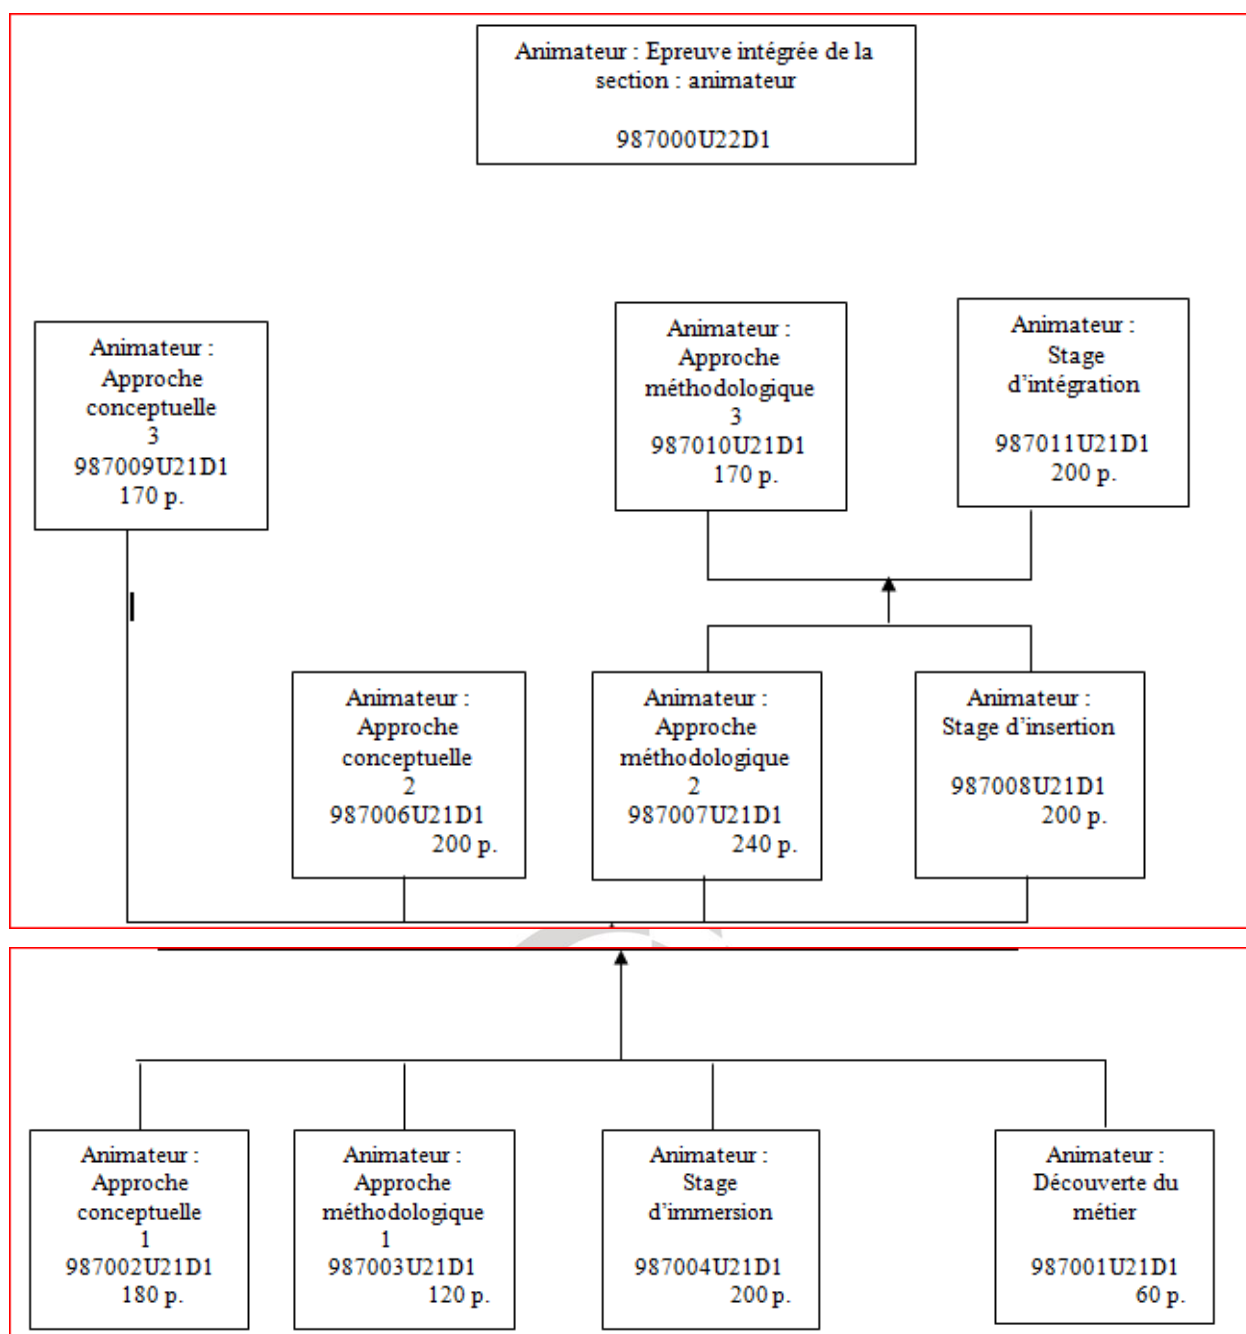 Animateur : Epreuve intégrée de la
section : animateur
987000U22D1
Animateur :
Approche
conceptuelle
3
987009U21D1
170 p.
Animateur :
Approche
méthodologique
3
987010U21D1
170 p.
Animateur :
Stage
d'intégration
987011U21D1
200 p.
Animateur :
Approche
conceptuelle
2
987006U21D1
200 p.
Animateur :
Approche
méthodologique
2
987007U21D1
240 p.
Animateur :
Stage d'insertion
987008U21D1
200 p.
Animateur :
Approche
conceptuelle
1
987002U21D1
180 p.
Animateur :
Approche
méthodologique
1
987003U21D1
120 p.
Animateur :
Stage
d'immersion
987004U21D1
200 p.
Animateur :
Découverte du
métier
987001U21D1
60 p.